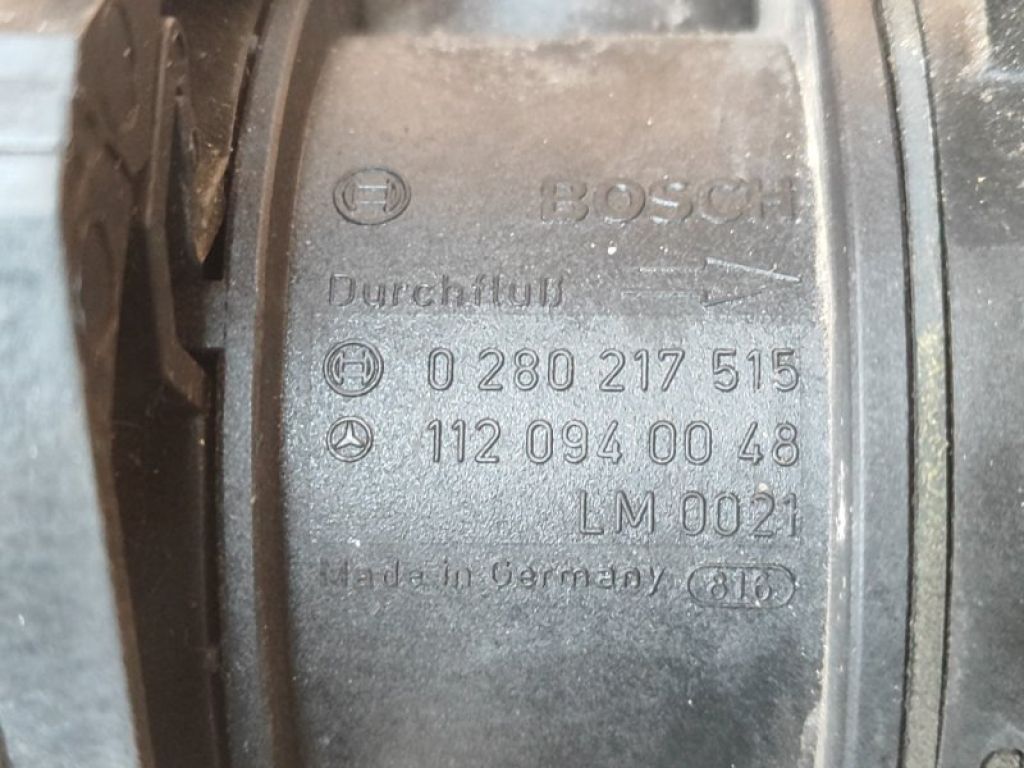 BOSCH
Durchfluß
0 280 217 515
112 094 00 48
LM 0021
Made in Germany 816